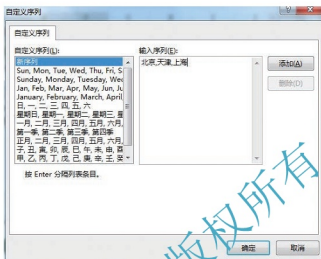 自定义序列
自定义序列
自定义序列(L):
输入序列(E):
新序列
Sun, Mon, Tue, Wed, Thu, Fri, S
Sunday, Monday, Tuesday, Wed
Jan, Feb, Mar, Apr, May, Jun, Ju
January, February, March, April
日, 一, 二, 三, 四, 五, 六
星期日, 星期一, 星期二, 星期三, 星
一月, 二月, 三月, 四月, 五月, 六月,
第一季, 第二季, 第三季, 第四季
正月, 二月, 三月, 四月, 五月, 六月,
子, 丑, 寅, 卯, 辰, 巳, 午, 未, 申, 酉
甲, 乙, 丙, 丁, 戊, 己, 庚, 辛, 壬, 癸
北京,天津,上海
添加(A)
删除(D)
按 Enter 分隔列表条目。
确定
取消
版权所有